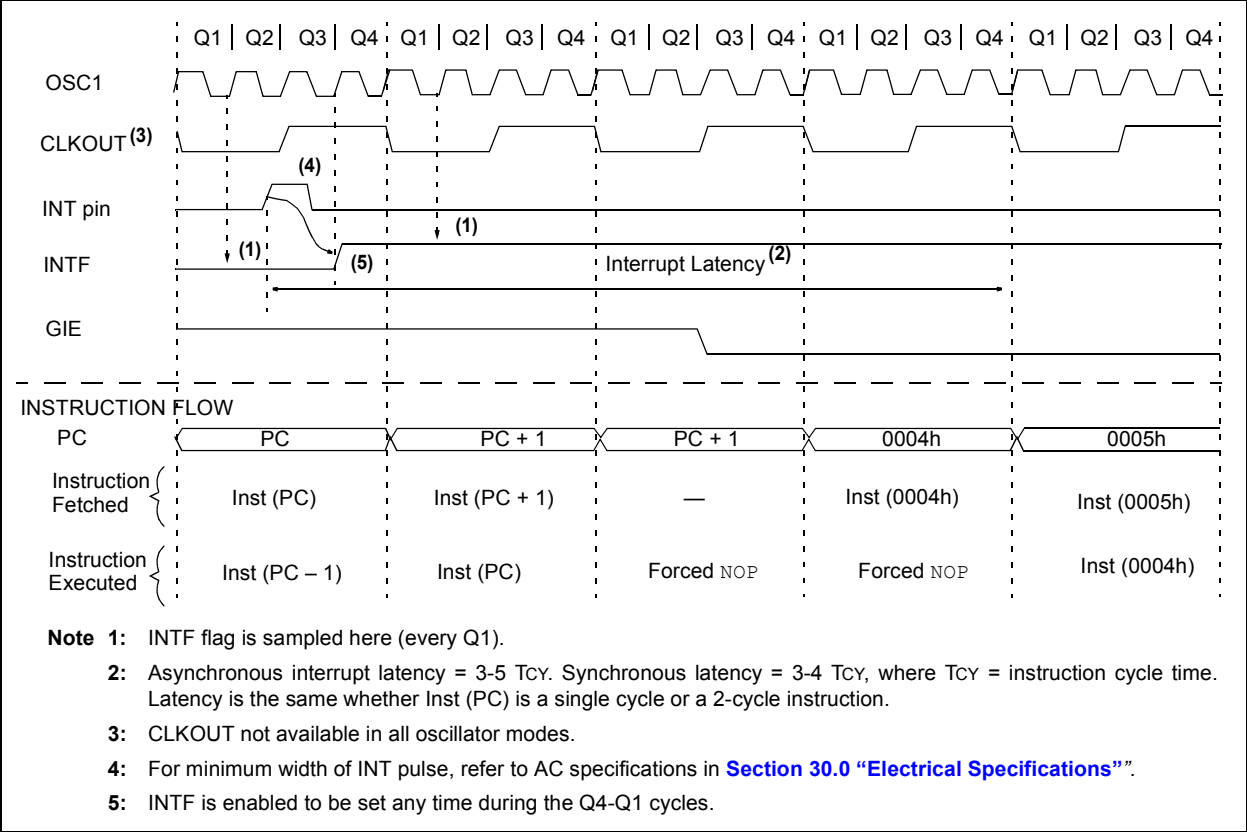 Q1 Q2 Q3 Q4 Q1 Q2 Q3 Q4 Q1 Q2 Q3 Q4 Q1 Q2 Q3 Q4 Q1 Q2 Q3 Q4
OSC1
CLKOUT (3)
(4)
INT pin
(1)
(1)
INTF
(5)
Interrupt Latency (2)
GIE
INSTRUCTION FLOW
PC PC PC + 1 PC + 1 0004h 0005h
Instruction
Fetched
Inst (PC) Inst (PC + 1) — Inst (0004h) Inst (0005h)
Instruction
Executed
Inst (PC – 1) Inst (PC) Forced NOP Forced NOP Inst (0004h)
Note 1: INTF flag is sampled here (every Q1).
2: Asynchronous interrupt latency = 3-5 TCY. Synchronous latency = 3-4 TCY, where TCY = instruction cycle time.
Latency is the same whether Inst (PC) is a single cycle or a 2-cycle instruction.
3: CLKOUT not available in all oscillator modes.
4: For minimum width of INT pulse, refer to AC specifications in Section 30.0 “Electrical Specifications””.
5: INTF is enabled to be set any time during the Q4-Q1 cycles.